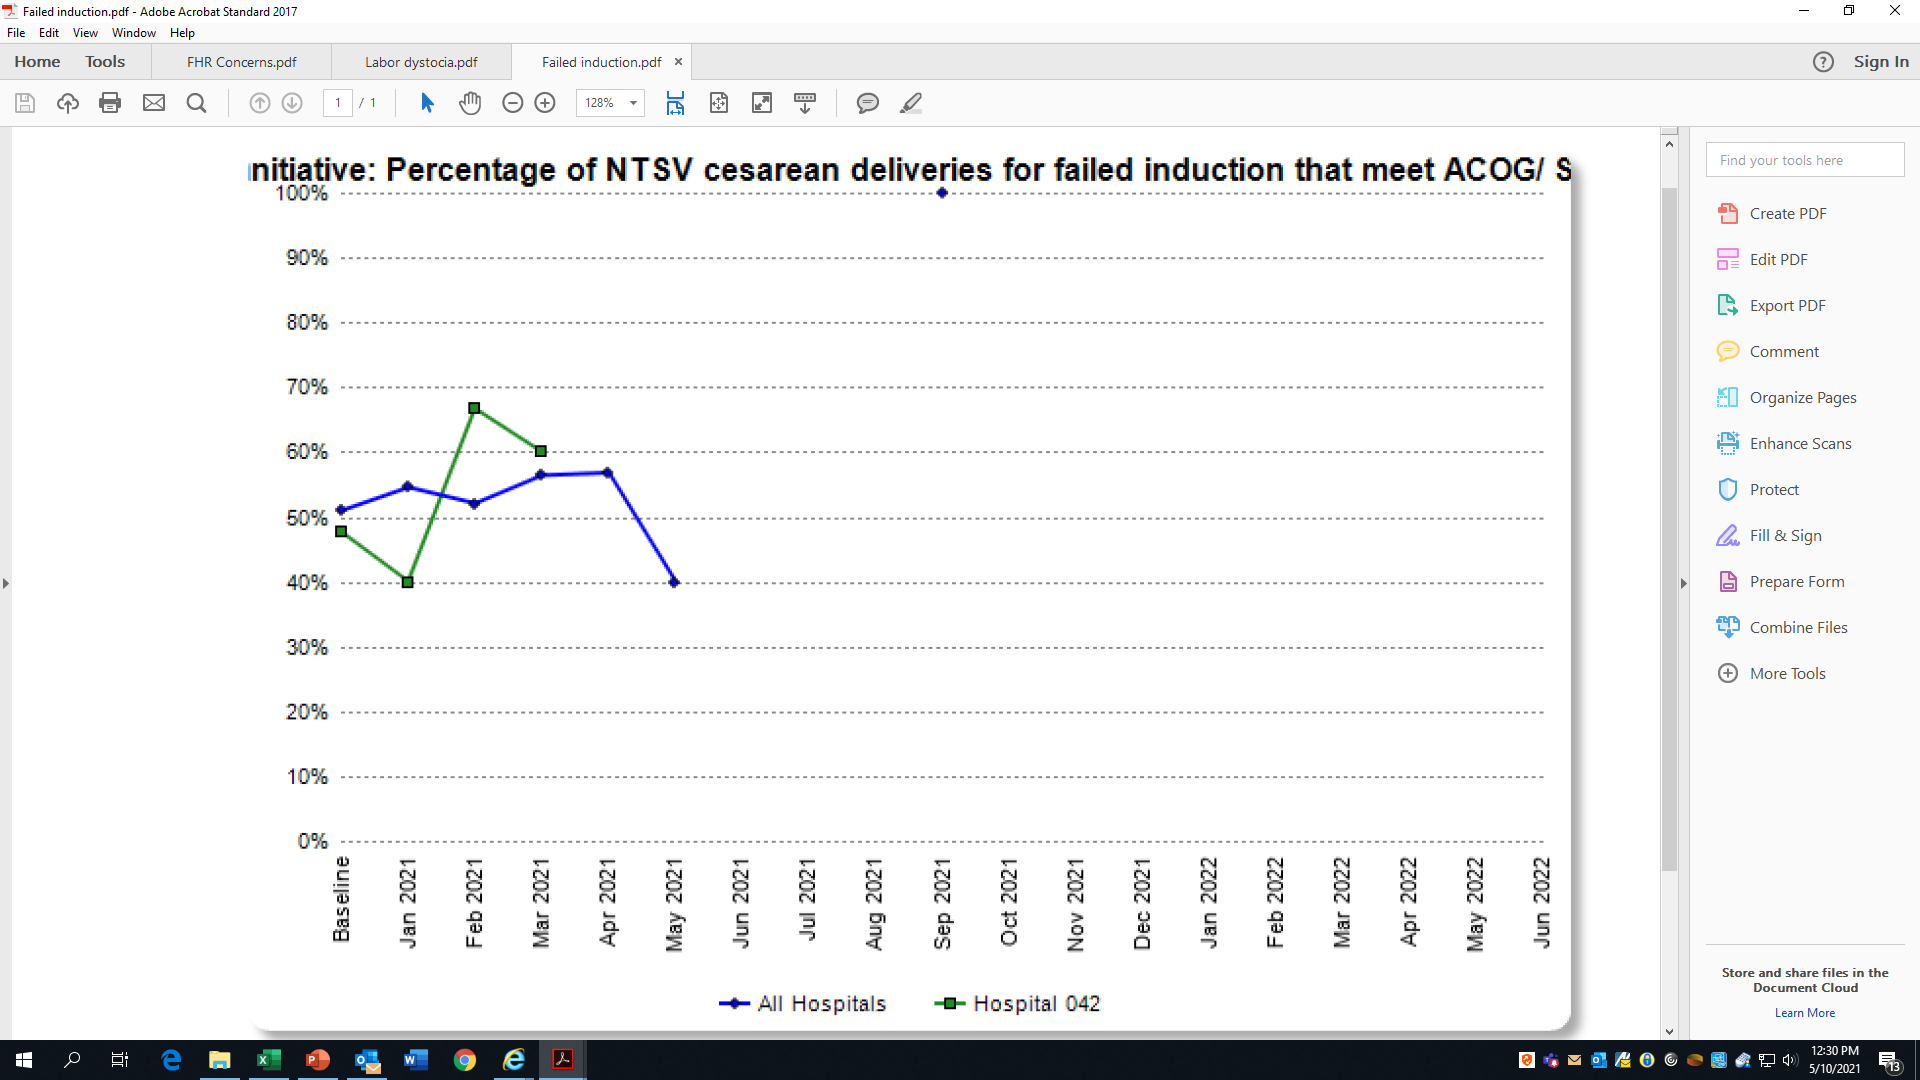 Failed induction.pdf - Adobe Acrobat Standard 2017
File Edit View Window Help
Home Tools FHR Concerns.pdf Labor dystocia.pdf Failed induction.pdf × Sign In
1 / 1 128%
nitiative: Percentage of NTSV cesarean deliveries for failed induction that meet ACOG/ S
100%
90%
80%
70%
60%
50%
40%
30%
20%
10%
0%
Baseline
Jan 2021
Feb 2021
Mar 2021
Apr 2021
May 2021
Jun 2021
Jul 2021
Aug 2021
Sep 2021
Oct 2021
Nov 2021
Dec 2021
Jan 2022
Feb 2022
Mar 2022
Apr 2022
May 2022
Jun 2022
All Hospitals Hospital 042
Find your tools here
Create PDF
Edit PDF
Export PDF
Comment
Organize Pages
Enhance Scans
Protect
Fill & Sign
Prepare Form
Combine Files
More Tools
Store and share files in the
Document Cloud
Learn More
12:30 PM
5/10/2021
13